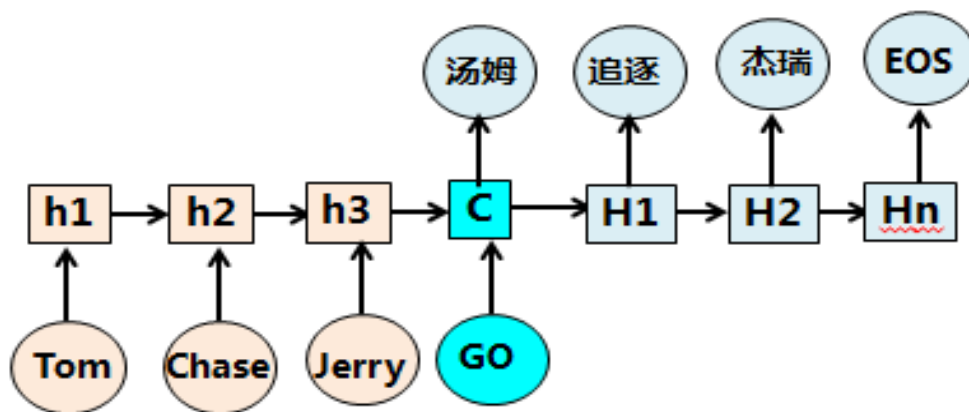 汤姆 追逐 杰瑞 EOS
h1 h2 h3 C H1 H2 Hn
Tom Chase Jerry GO